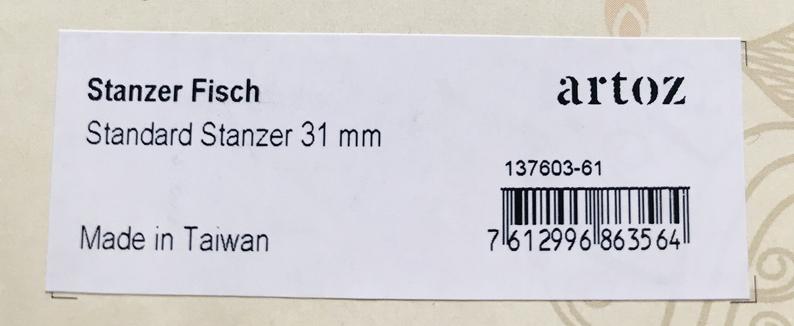 Stanzer Fisch
Standard Stanzer 31 mm
artoz
137603-61
7 612996 863564
Made in Taiwan